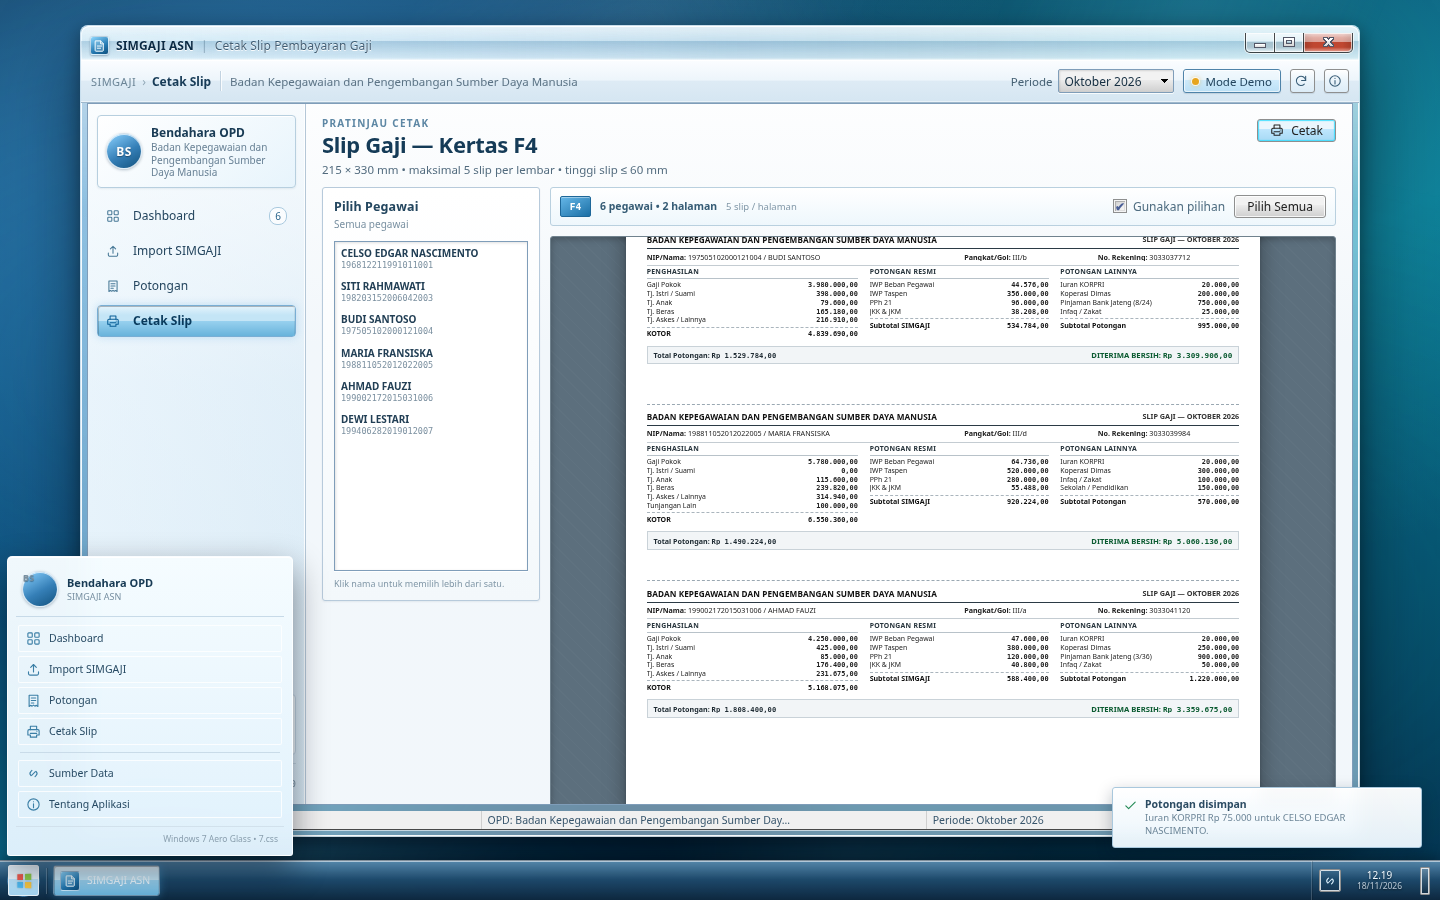 SIMGAJI ASN | Cetak Slip Pembayaran Gaji
SIMGAJI › Cetak Slip Badan Kepegawaian dan Pengembangan Sumber Daya Manusia
Periode Oktober 2026 Mode Demo
BS
Bendahara OPD
Badan Kepegawaian dan
Pengembangan Sumber
Daya Manusia
Dashboard 6
Import SIMGAJI
Potongan
Cetak Slip
PRATINJAU CETAK
Slip Gaji — Kertas F4
215 × 330 mm • maksimal 5 slip per lembar • tinggi slip ≤ 60 mm
Cetak
Pilih Pegawai
Semua pegawai
CELSO EDGAR NASCIMENTO
196812211991011001
SITI RAHMAWATI
198203152006042003
BUDI SANTOSO
197505102000121004
MARIA FRANSISKA
198811052012022005
AHMAD FAUZI
199002172015031006
DEWI LESTARI
199406282019012007
Klik nama untuk memilih lebih dari satu.
F4 6 pegawai • 2 halaman 5 slip / halaman
Gunakan pilihan Pilih Semua
BADAN KEPEGAWAIAN DAN PENGEMBANGAN SUMBER DAYA MANUSIA SLIP GAJI — OKTOBER 2026
NIP/Nama: 197505102000121004 / BUDI SANTOSO Pangkat/Gol: III/b No. Rekening: 3033037712
PENGHASILAN POTONGAN RESMI POTONGAN LAINNYA
Gaji Pokok 3.980.000,00 IWP Beban Pegawai 44.576,00 Iuran KORPRI 20.000,00
Tj. Istri / Suami 398.000,00 IWP Taspen 356.000,00 Koperasi Dimas 200.000,00
Tj. Anak 79.600,00 PPh 21 96.000,00 Pinjaman Bank Jateng (8/24) 750.000,00
Tj. Beras 165.180,00 JKK & JKM 38.208,00 Infaq / Zakat 25.000,00
Tj. Askes / Lainnya 216.910,00 Subtotal SIMGAJI 534.784,00 Subtotal Potongan 995.000,00
KOTOR 4.839.690,00
Total Potongan: Rp 1.529.784,00 DITERIMA BERSIH: Rp 3.309.906,00
BADAN KEPEGAWAIAN DAN PENGEMBANGAN SUMBER DAYA MANUSIA SLIP GAJI — OKTOBER 2026
NIP/Nama: 198811052012022005 / MARIA FRANSISKA Pangkat/Gol: III/d No. Rekening: 3033039984
PENGHASILAN POTONGAN RESMI POTONGAN LAINNYA
Gaji Pokok 5.780.000,00 IWP Beban Pegawai 64.736,00 Iuran KORPRI 20.000,00
Tj. Istri / Suami 0,00 IWP Taspen 520.000,00 Koperasi Dimas 300.000,00
Tj. Anak 115.600,00 PPh 21 280.000,00 Infaq / Zakat 100.000,00
Tj. Beras 239.820,00 JKK & JKM 55.488,00 Sekolah / Pendidikan 150.000,00
Tj. Askes / Lainnya 314.940,00 Subtotal SIMGAJI 920.224,00 Subtotal Potongan 570.000,00
Tunjangan Lain 100.000,00
KOTOR 6.550.360,00
Total Potongan: Rp 1.490.224,00 DITERIMA BERSIH: Rp 5.060.136,00
BADAN KEPEGAWAIAN DAN PENGEMBANGAN SUMBER DAYA MANUSIA SLIP GAJI — OKTOBER 2026
NIP/Nama: 199002172015031006 / AHMAD FAUZI Pangkat/Gol: III/a No. Rekening: 3033041120
PENGHASILAN POTONGAN RESMI POTONGAN LAINNYA
Gaji Pokok 4.250.000,00 IWP Beban Pegawai 47.600,00 Iuran KORPRI 20.000,00
Tj. Istri / Suami 425.000,00 IWP Taspen 380.000,00 Koperasi Dimas 250.000,00
Tj. Anak 85.000,00 PPh 21 120.000,00 Pinjaman Bank Jateng (3/36) 900.000,00
Tj. Beras 176.400,00 JKK & JKM 40.800,00 Infaq / Zakat 50.000,00
Tj. Askes / Lainnya 231.675,00 Subtotal SIMGAJI 588.400,00 Subtotal Potongan 1.220.000,00
KOTOR 5.168.075,00
Total Potongan: Rp 1.808.400,00 DITERIMA BERSIH: Rp 3.359.675,00
BS
Bendahara OPD
SIMGAJI ASN
Dashboard
Import SIMGAJI
Potongan
Cetak Slip
Sumber Data
Tentang Aplikasi
Windows 7 Aero Glass • 7.css
OPD: Badan Kepegawaian dan Pengembangan Sumber Day... Periode: Oktober 2026
Potongan disimpan
Iuran KORPRI Rp 75.000 untuk CELSO EDGAR
NASCIMENTO.
SIMGAJI ASN
12.19
18/11/2026